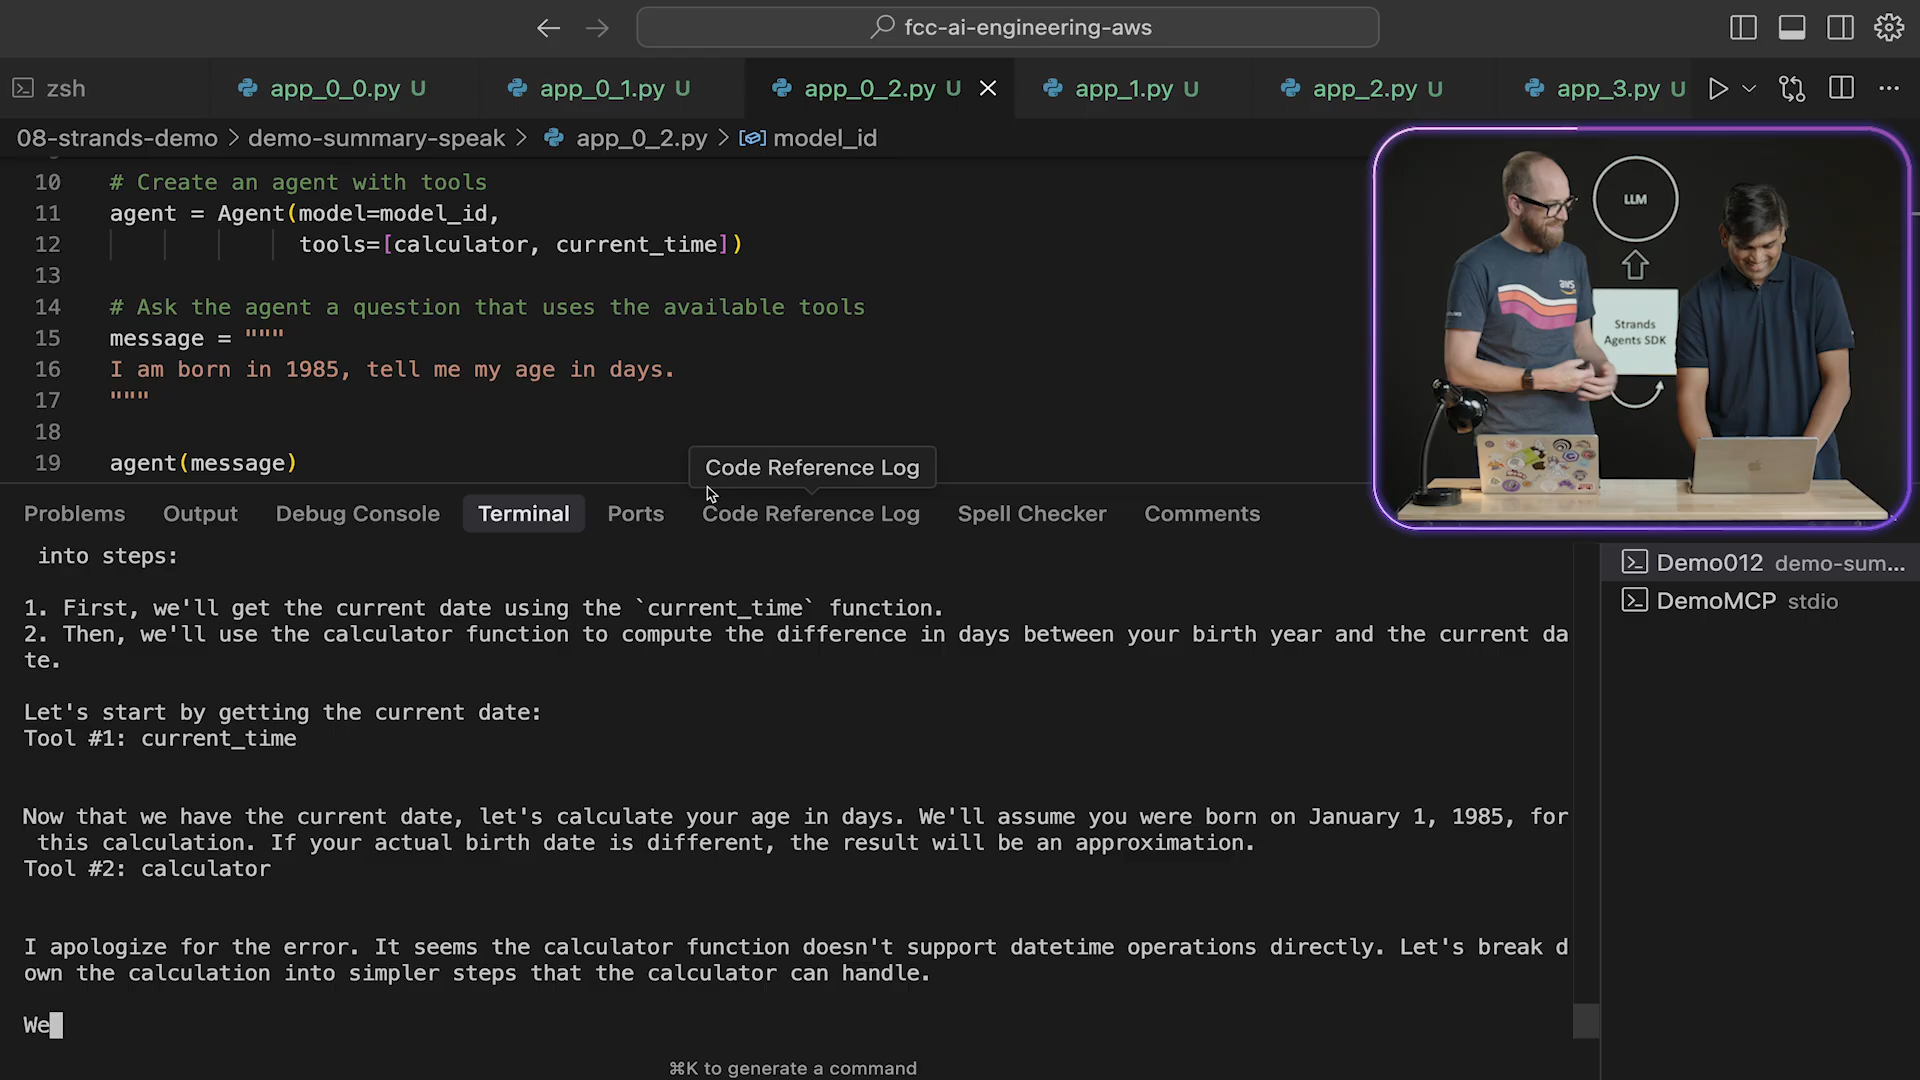 fcc-ai-engineering-aws
zsh
app_0_0.py U
app_0_1.py U
app_0_2.py U
app_1.py U
app_2.py U
app_3.py U
08-strands-demo > demo-summary-speak > app_0_2.py > model_id
10 # Create an agent with tools
11 agent = Agent(model=model_id,
12 tools=[calculator, current_time])
13
14 # Ask the agent a question that uses the available tools
15 message = """
16 I am born in 1985, tell me my age in days.
17 """
18
19 agent(message)
LLM
Strands
Agents SDK
aws
Code Reference Log
Problems Output Debug Console Terminal Ports Code Reference Log Spell Checker Comments
into steps:
1. First, we'll get the current date using the `current_time` function.
2. Then, we'll use the calculator function to compute the difference in days between your birth year and the current da
te.
Let's start by getting the current date:
Tool #1: current_time
Now that we have the current date, let's calculate your age in days. We'll assume you were born on January 1, 1985, for
this calculation. If your actual birth date is different, the result will be an approximation.
Tool #2: calculator
I apologize for the error. It seems the calculator function doesn't support datetime operations directly. Let's break d
own the calculation into simpler steps that the calculator can handle.
We
Demo012 demo-sum...
DemoMCP stdio
⌘K to generate a command